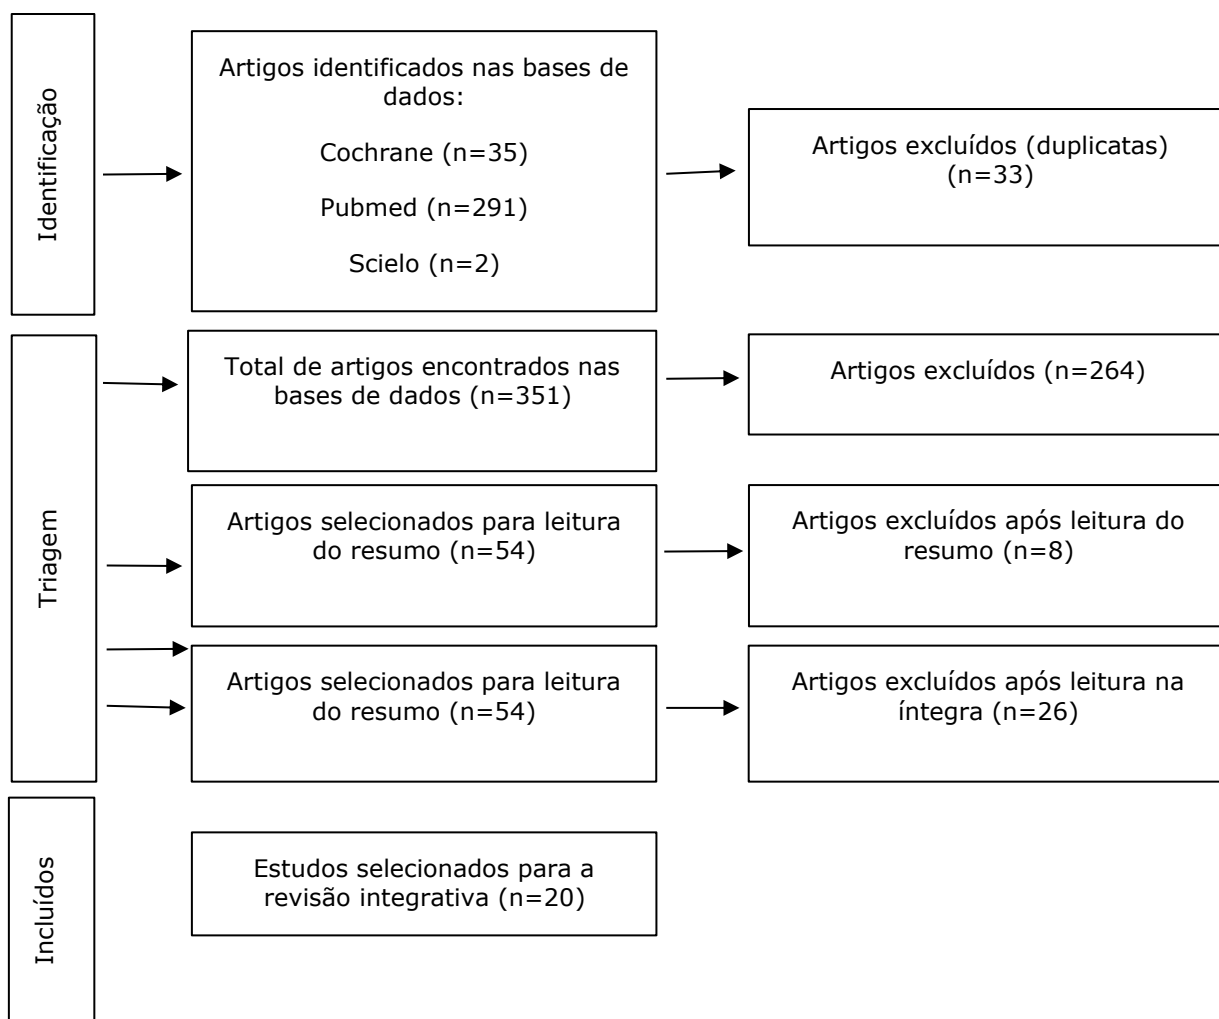 Identificação
Artigos identificados nas bases de
dados:
Cochrane (n=35)
Pubmed (n=291)
Scielo (n=2)
Artigos excluídos (duplicatas)
(n=33)
Triagem
Total de artigos encontrados nas
bases de dados (n=351)
Artigos excluídos (n=264)
Artigos selecionados para leitura
do resumo (n=54)
Artigos excluídos após leitura do
resumo (n=8)
Artigos selecionados para leitura
do resumo (n=54)
Artigos excluídos após leitura na
íntegra (n=26)
Incluídos
Estudos selecionados para a
revisão integrativa (n=20)